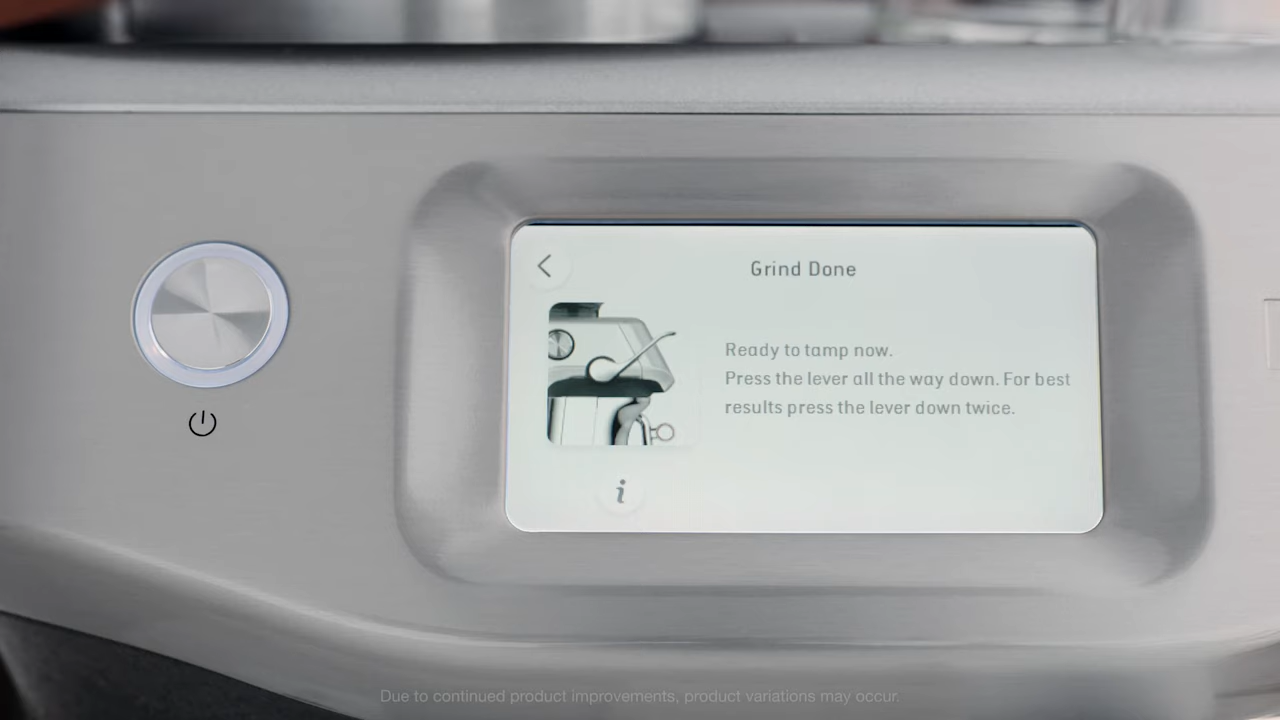 Grind Done
Ready to tamp now.
Press the lever all the way down. For best
results press the lever down twice.
i
Due to continued product improvements, product variations may occur.